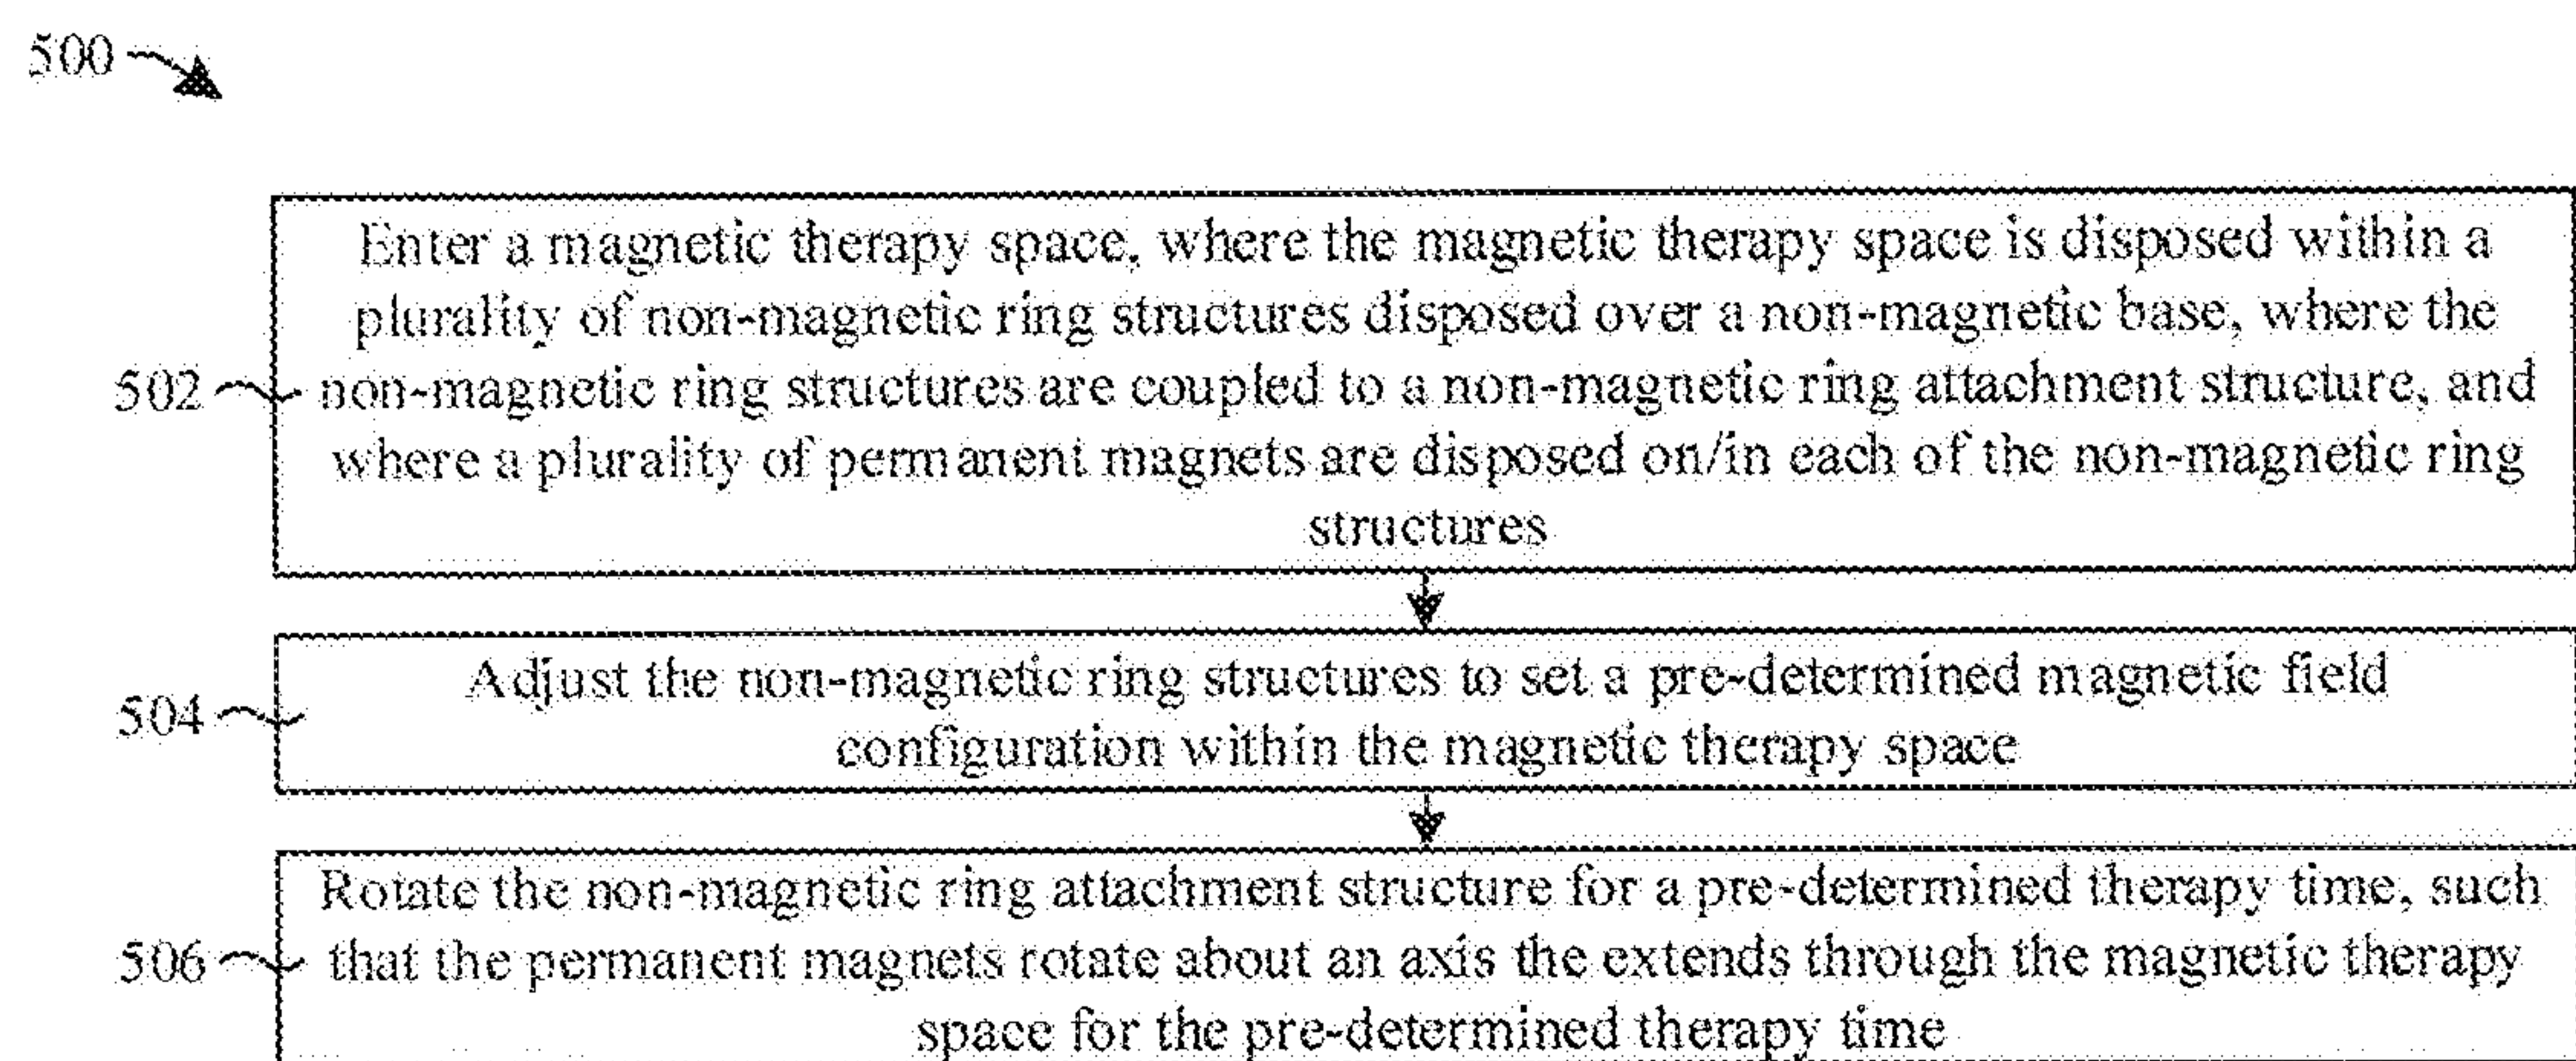 500
Enter a magnetic therapy space, where the magnetic therapy space is disposed within a
plurality of non-magnetic ring structures disposed over a non-magnetic base, where the
502 non-magnetic ring structures are coupled to a non-magnetic ring attachment structure, and
where a plurality of permanent magnets are disposed on/in each of the non-magnetic ring
structures
Adjust the non-magnetic ring structures to set a pre-determined magnetic field
504
configuration within the magnetic therapy space
Rotate the non-magnetic ring attachment structure for a pre-determined therapy time, such
506 that the permanent magnets rotate about an axis the extends through the magnetic therapy
space for the pre-determined therapy time